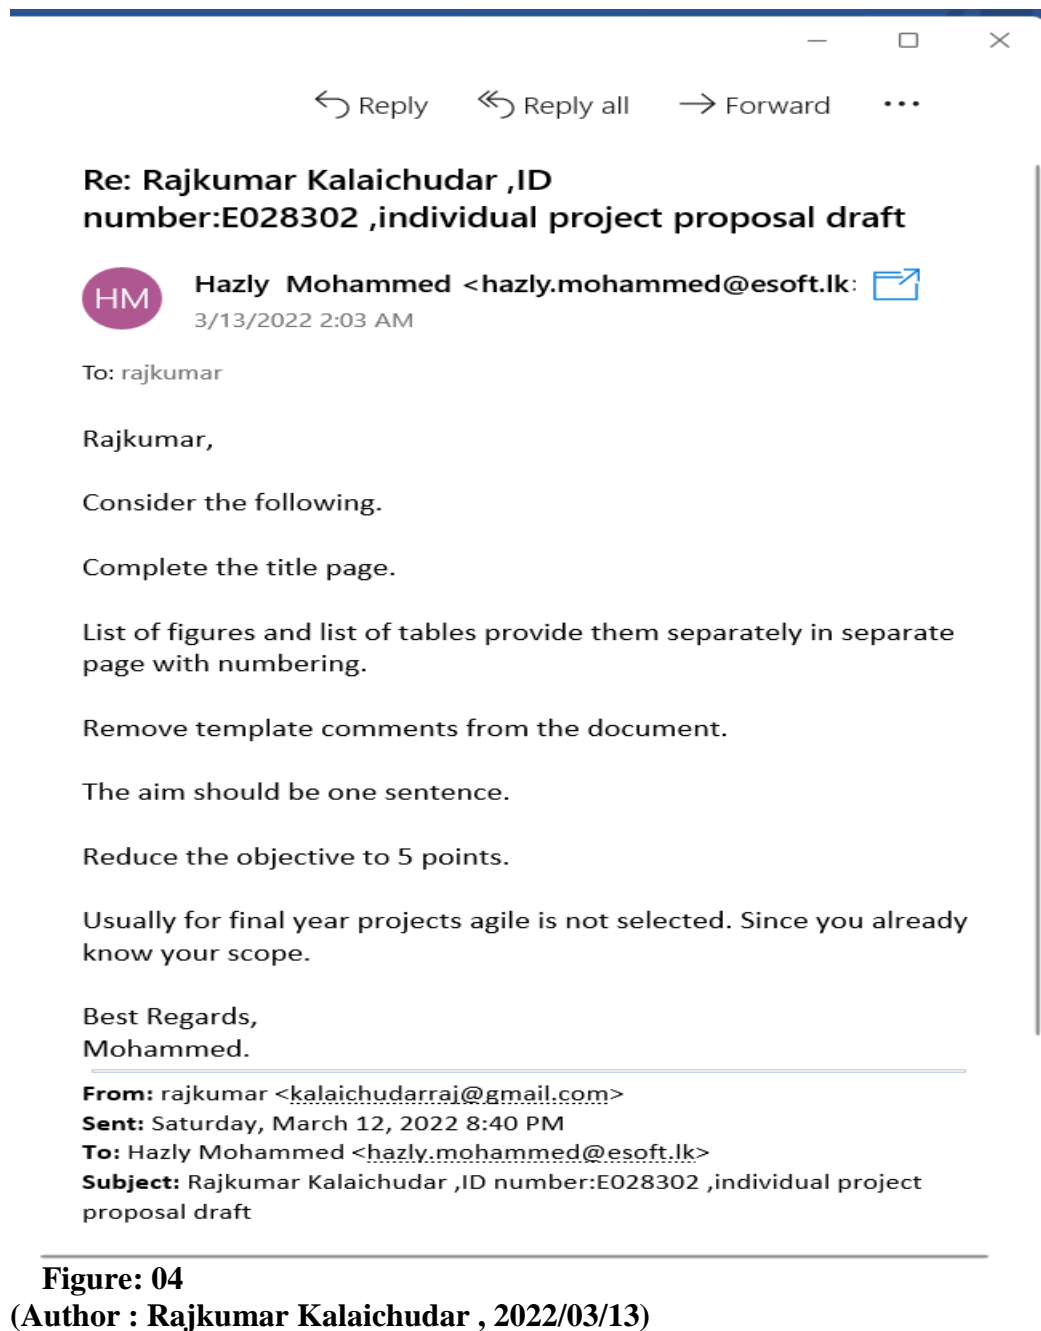 Reply Reply all Forward ...
Re: Rajkumar Kalaichudar ,ID
number:E028302 ,individual project proposal draft
HM
Hazly Mohammed <hazly.mohammed@esoft.lk>
3/13/2022 2:03 AM
To: rajkumar
Rajkumar,
Consider the following.
Complete the title page.
List of figures and list of tables provide them separately in separate
page with numbering.
Remove template comments from the document.
The aim should be one sentence.
Reduce the objective to 5 points.
Usually for final year projects agile is not selected. Since you already
know your scope.
Best Regards,
Mohammed.
From: rajkumar <kalaichudarraj@gmail.com>
Sent: Saturday, March 12, 2022 8:40 PM
To: Hazly Mohammed <hazly.mohammed@esoft.lk>
Subject: Rajkumar Kalaichudar ,ID number:E028302 ,individual project
proposal draft
Figure: 04
(Author : Rajkumar Kalaichudar , 2022/03/13)